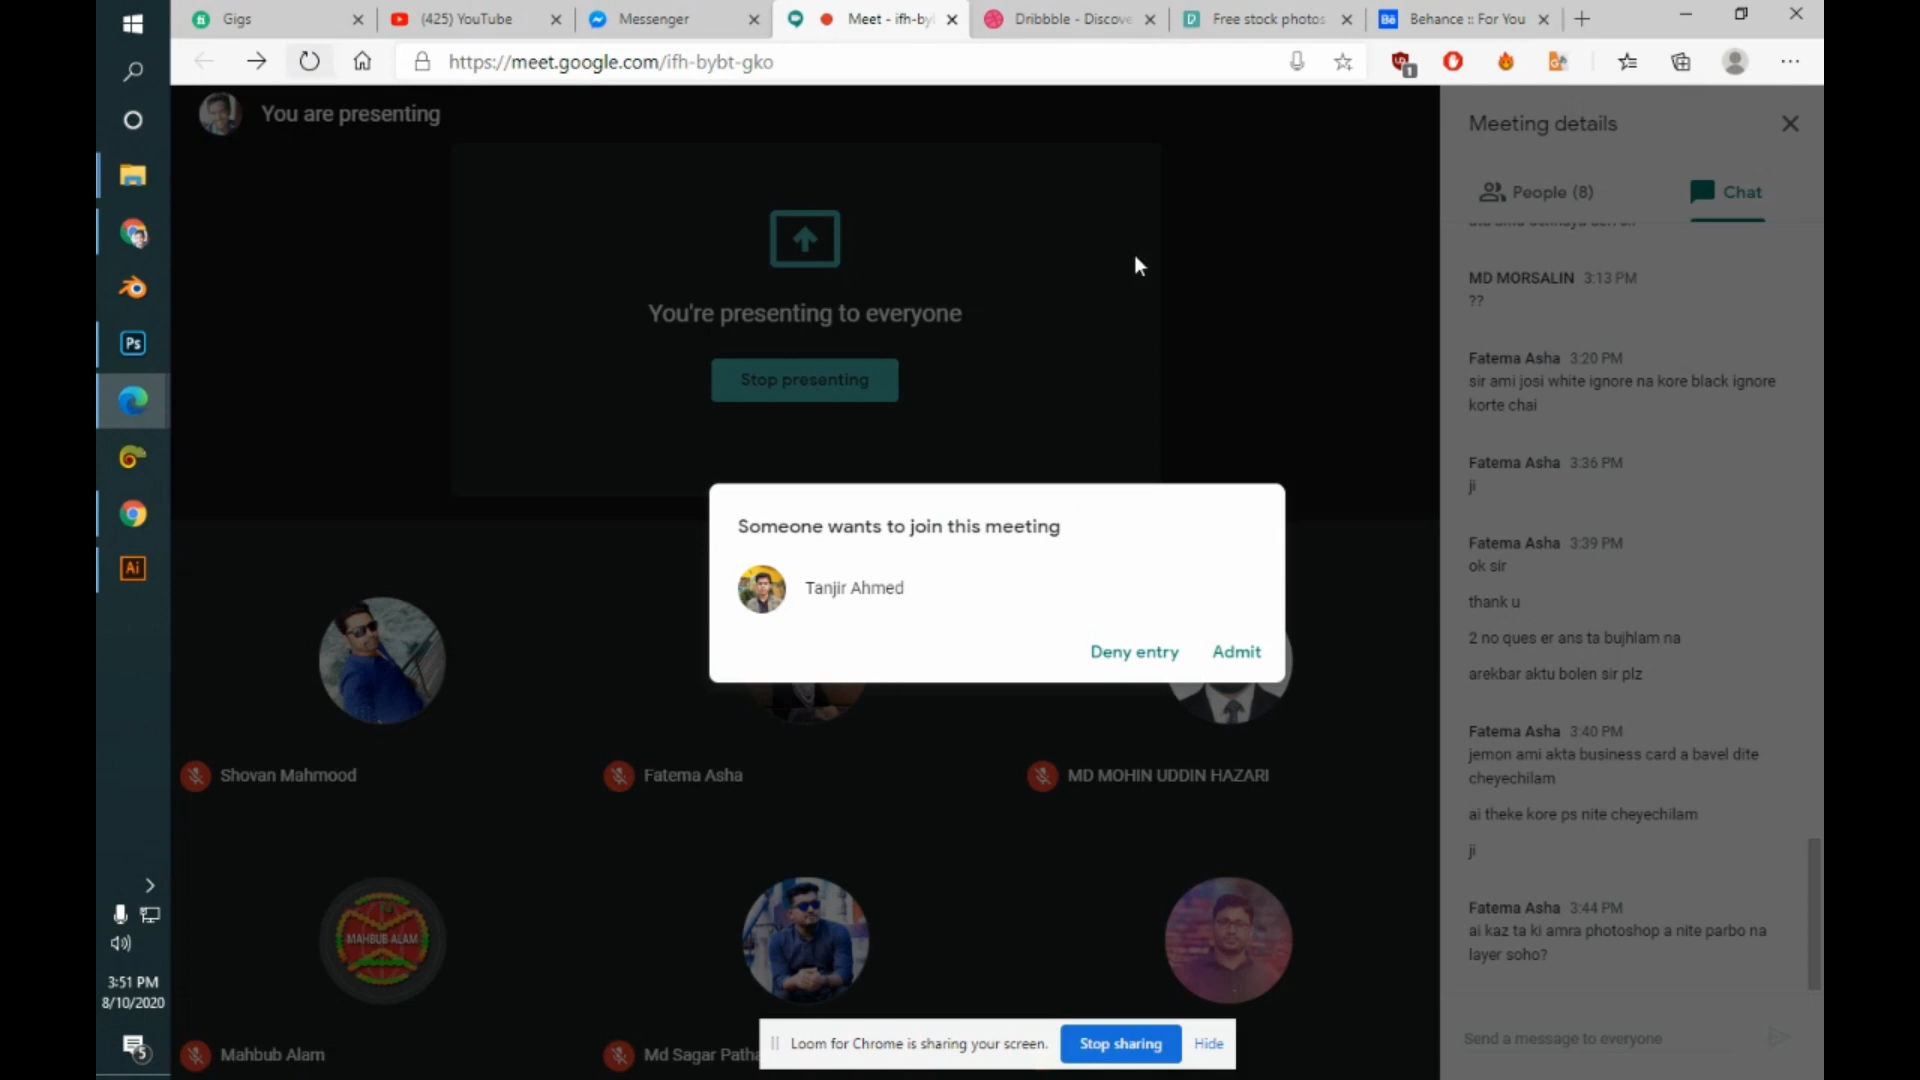 Gigs
(425) YouTube
Messenger
Meet - ifh-by
Dribbble - Discove
Free stock photos
Behance :: For You
https://meet.google.com/ifh-bybt-gko
1
You are presenting
You're presenting to everyone
Stop presenting
Someone wants to join this meeting
Tanjir Ahmed
Deny entry
Admit
Shovan Mahmood
Fatema Asha
MD MOHIN UDDIN HAZARI
MAHBUB ALAM
Mahbub Alam
Md Sagar Patha
Loom for Chrome is sharing your screen.
Stop sharing
Hide
Meeting details
People (8)
Chat
MD MORSALIN 3:13 PM
??
Fatema Asha 3:20 PM
sir ami josi white ignore na kore black ignore
korte chai
Fatema Asha 3:36 PM
ji
Fatema Asha 3:39 PM
ok sir
thank u
2 no ques er ans ta bujhlam na
arekbar aktu bolen sir plz
Fatema Asha 3:40 PM
jemon ami akta business card a bavel dite
cheyechilam
ai theke kore ps nite cheyechilam
ji
Fatema Asha 3:44 PM
ai kaz ta ki amra photoshop a nite parbo na
layer soho?
Send a message to everyone
Ps
Ai
3:51 PM
8/10/2020
5